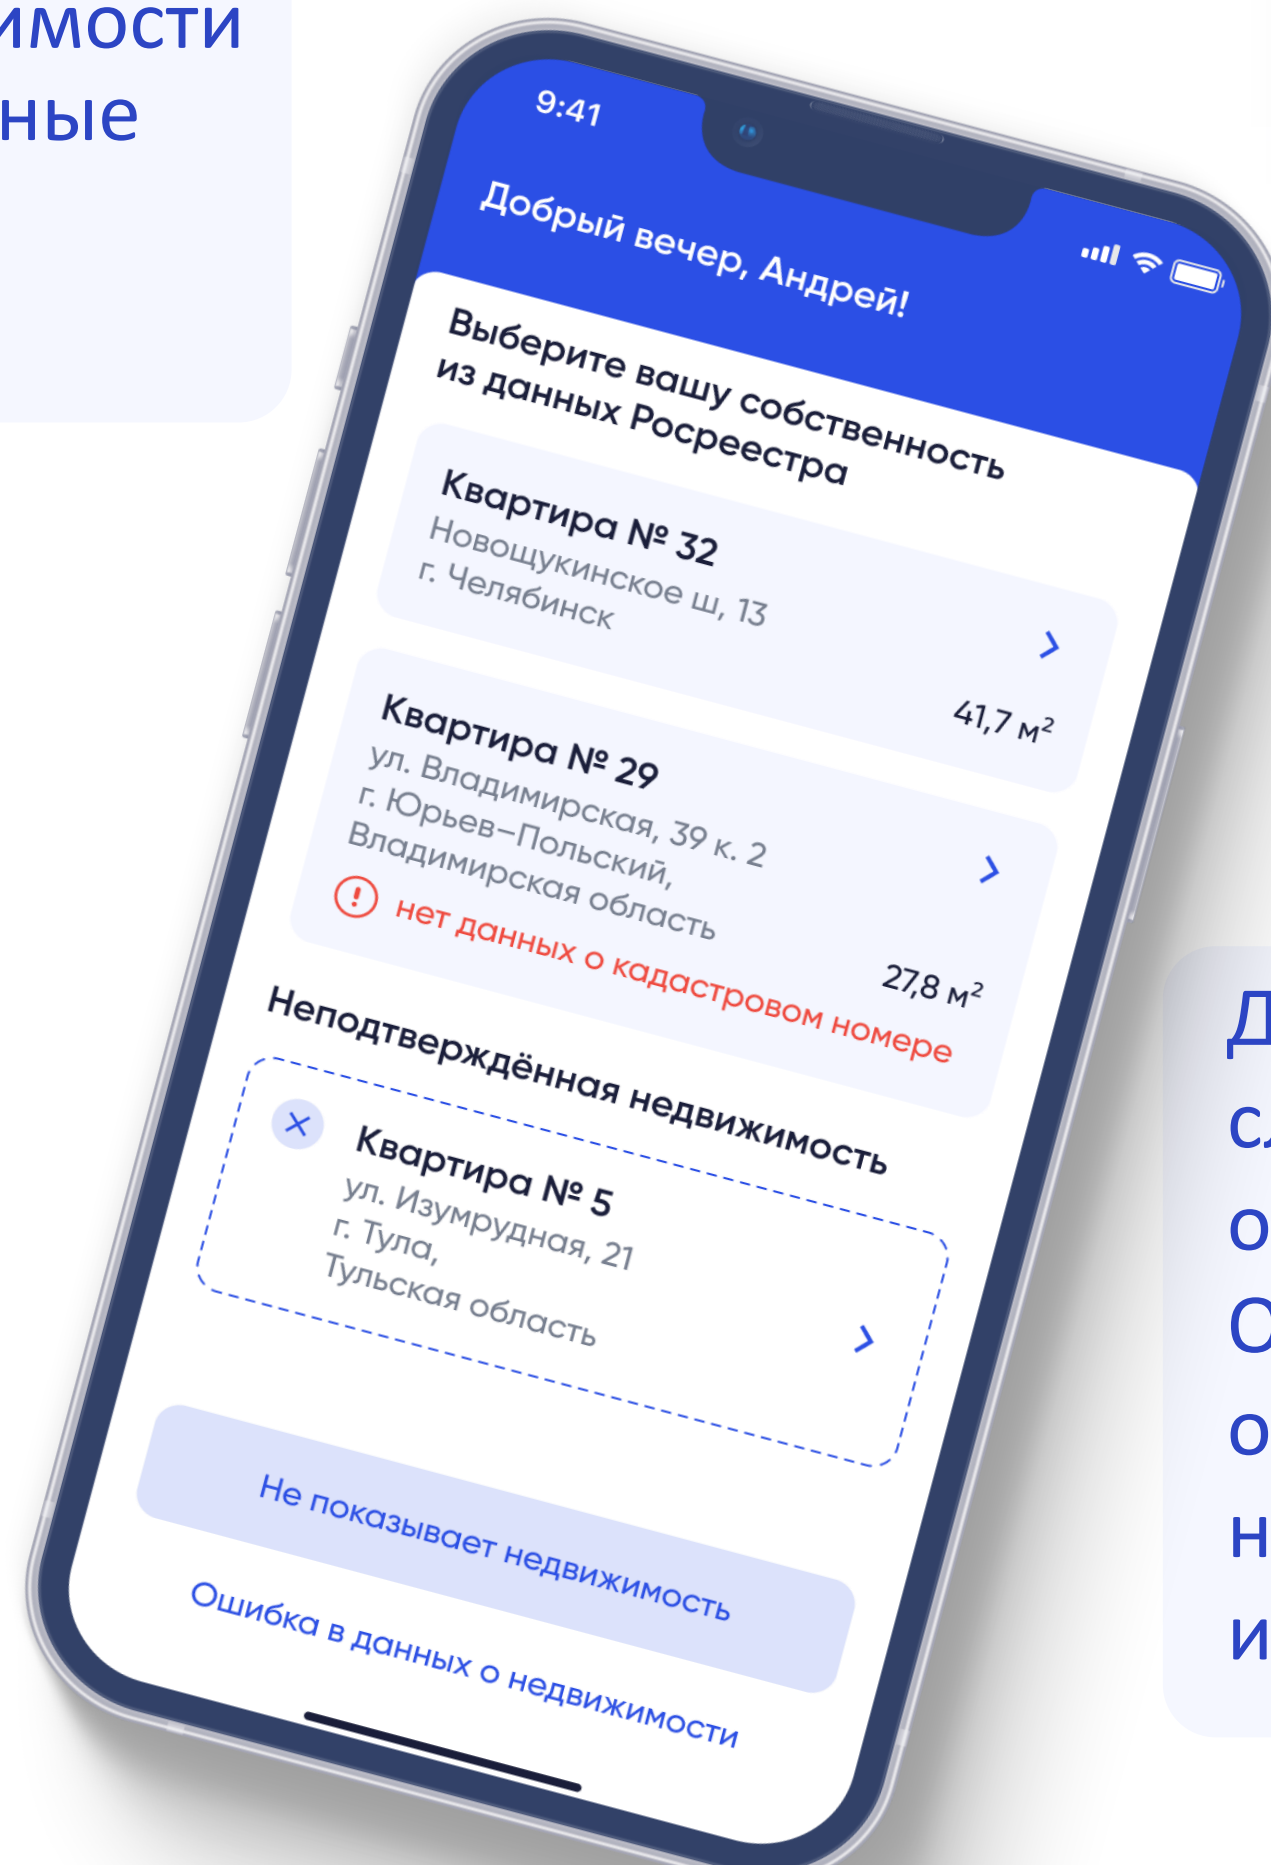 имости
ные
9:41
Добрый вечер, Андрей!
Выберите вашу собственность
из данных Росреестра
Квартира № 32
Новощукинское ш, 13
г. Челябинск
41,7 м²
Квартира № 29
ул. Владимирская, 39 к. 2
г. Юрьев-Польский,
Владимирская область
27,8 м²
нет данных о кадастровом номере
Неподтверждённая недвижимость
Квартира № 5
ул. Изумрудная, 21
г. Тула,
Тульская область
Не показывает недвижимость
Ошибка в данных о недвижимости